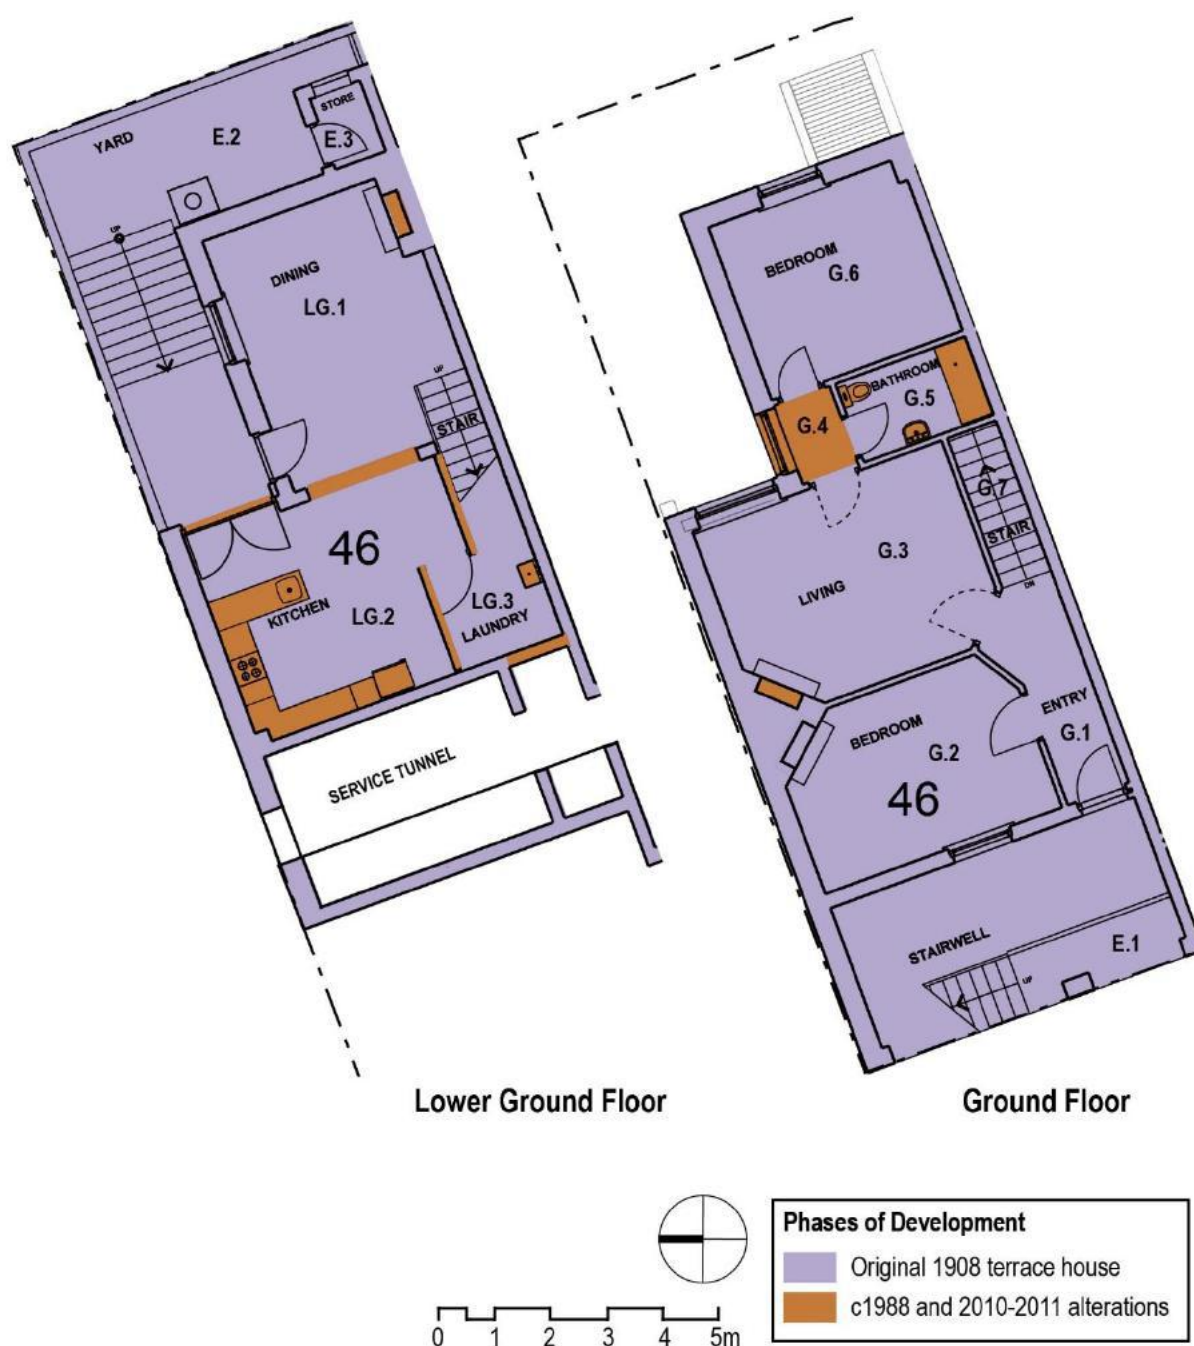 YARD
E.2
STORE
E.3
UP
DINING
LG.1
UP
STAIR
46
KITCHEN
LG.2
LG.3
LAUNDRY
SERVICE TUNNEL
BEDROOM
G.6
BATHROOM
G.5
G.4
G.7
STAIR
DN
G.3
LIVING
BEDROOM
G.2
ENTRY
G.1
46
STAIRWELL
E.1
UP
Lower Ground Floor
Ground Floor
Phases of Development
Original 1908 terrace house
c1988 and 2010-2011 alterations
0 1 2 3 4 5m